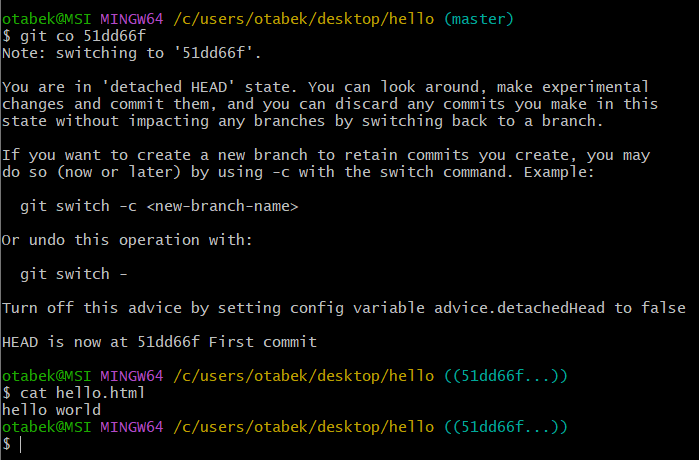 otabek@MSI MINGW64 /c/users/otabek/desktop/hello (master)
$ git co 51dd66f
Note: switching to '51dd66f'.

You are in 'detached HEAD' state. You can look around, make experimental
changes and commit them, and you can discard any commits you make in this
state without impacting any branches by switching back to a branch.

If you want to create a new branch to retain commits you create, you may
do so (now or later) by using -c with the switch command. Example:

  git switch -c <new-branch-name>

Or undo this operation with:

  git switch -

Turn off this advice by setting config variable advice.detachedHead to false

HEAD is now at 51dd66f First commit

otabek@MSI MINGW64 /c/users/otabek/desktop/hello ((51dd66f...))
$ cat hello.html
hello world
otabek@MSI MINGW64 /c/users/otabek/desktop/hello ((51dd66f...))
$